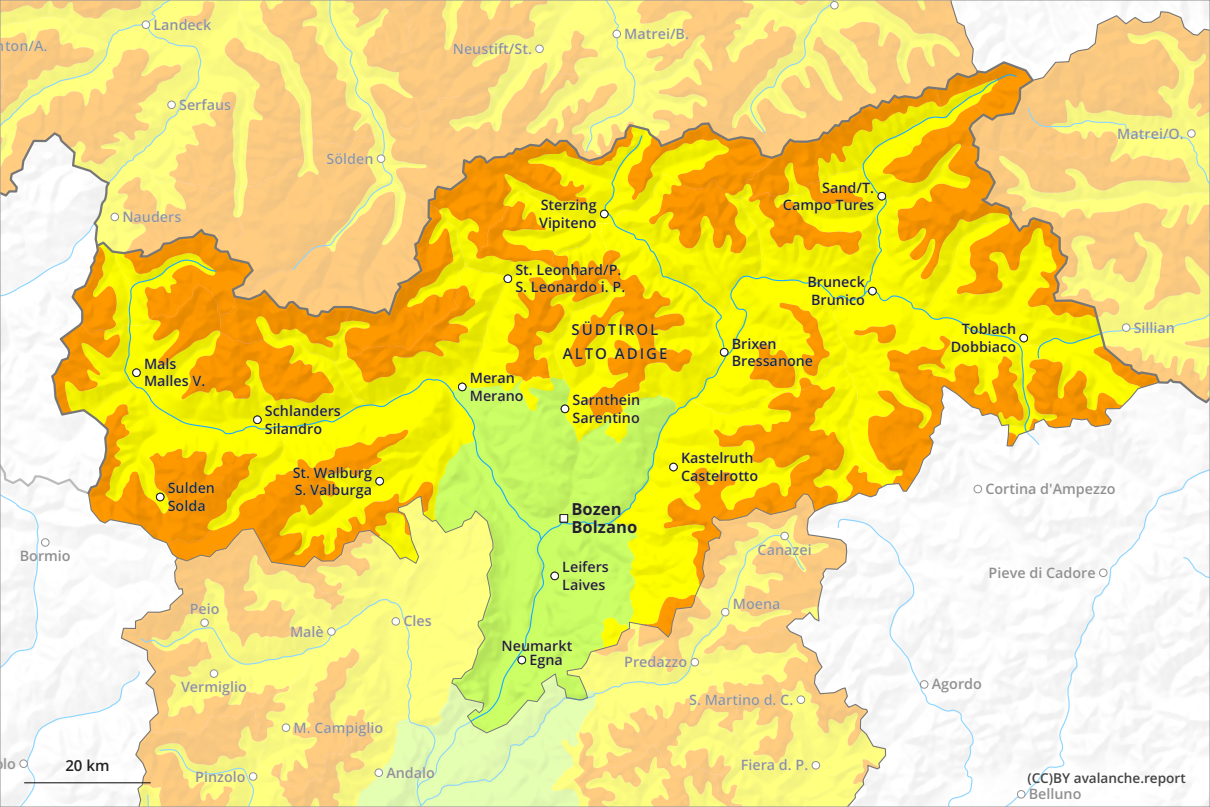 Landeck
nton/A.
Neustift/St.
Matrei/B.
Serfaus
Matrei/O.
Sölden
Sand/T.
Campo Tures
Nauders
Sterzing
Vipiteno
St. Leonhard/P.
S. Leonardo i. P.
Bruneck
Brunico
SÜDTIROL
ALTO ADIGE
Toblach
Dobbiaco
Sillian
Brixen
Bressanone
Mals
Malles V.
Meran
Merano
Sarnthein
Sarentino
Schlanders
Silandro
Kastelruth
Castelrotto
St. Walburg
S. Valburga
Sulden
Solda
Cortina d'Ampezzo
Bozen
Bolzano
Bormio
Canazei
Leifers
Laives
Pieve di Cadore
Peio
Moena
Malè
Cles
Neumarkt
Egna
Predazzo
Vermiglio
Agordo
S. Martino d. C.
M. Campiglio
20 km
olo
Pinzolo
Andalo
Fiera d. P.
(CC)BY avalanche.report
Belluno